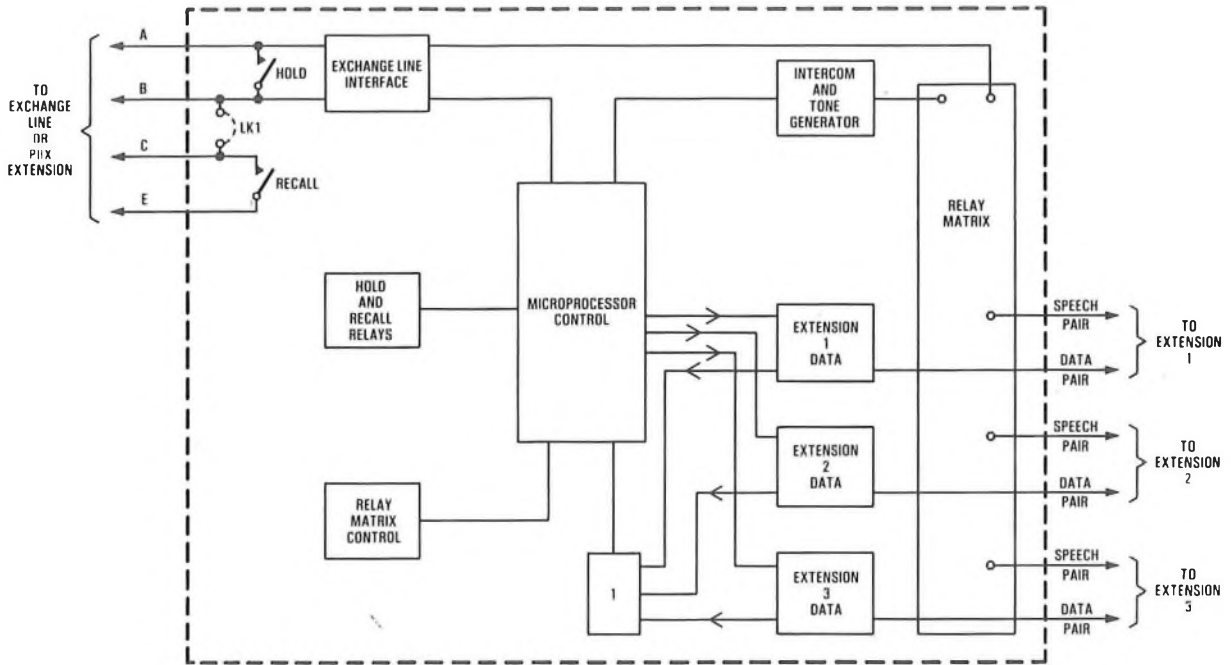 A
HOLD
EXCHANGE LINE
INTERFACE
INTERCOM
AND
TONE
GENERATOR
TO
EXCHANGE
LINE
OR
PBX
EXTENSION
B
LK1
C
RECALL
E
RELAY
MATRIX
HOLD
AND
RECALL
RELAYS
MICROPROCESSOR
CONTROL
EXTENSION
1
DATA
SPEECH
PAIR
DATA
PAIR
TO
EXTENSION
1
EXTENSION
2
DATA
SPEECH
PAIR
DATA
PAIR
TO
EXTENSION
2
RELAY
MATRIX
CONTROL
1
EXTENSION
3
DATA
SPEECH
PAIR
DATA
PAIR
TO
EXTENSION
3